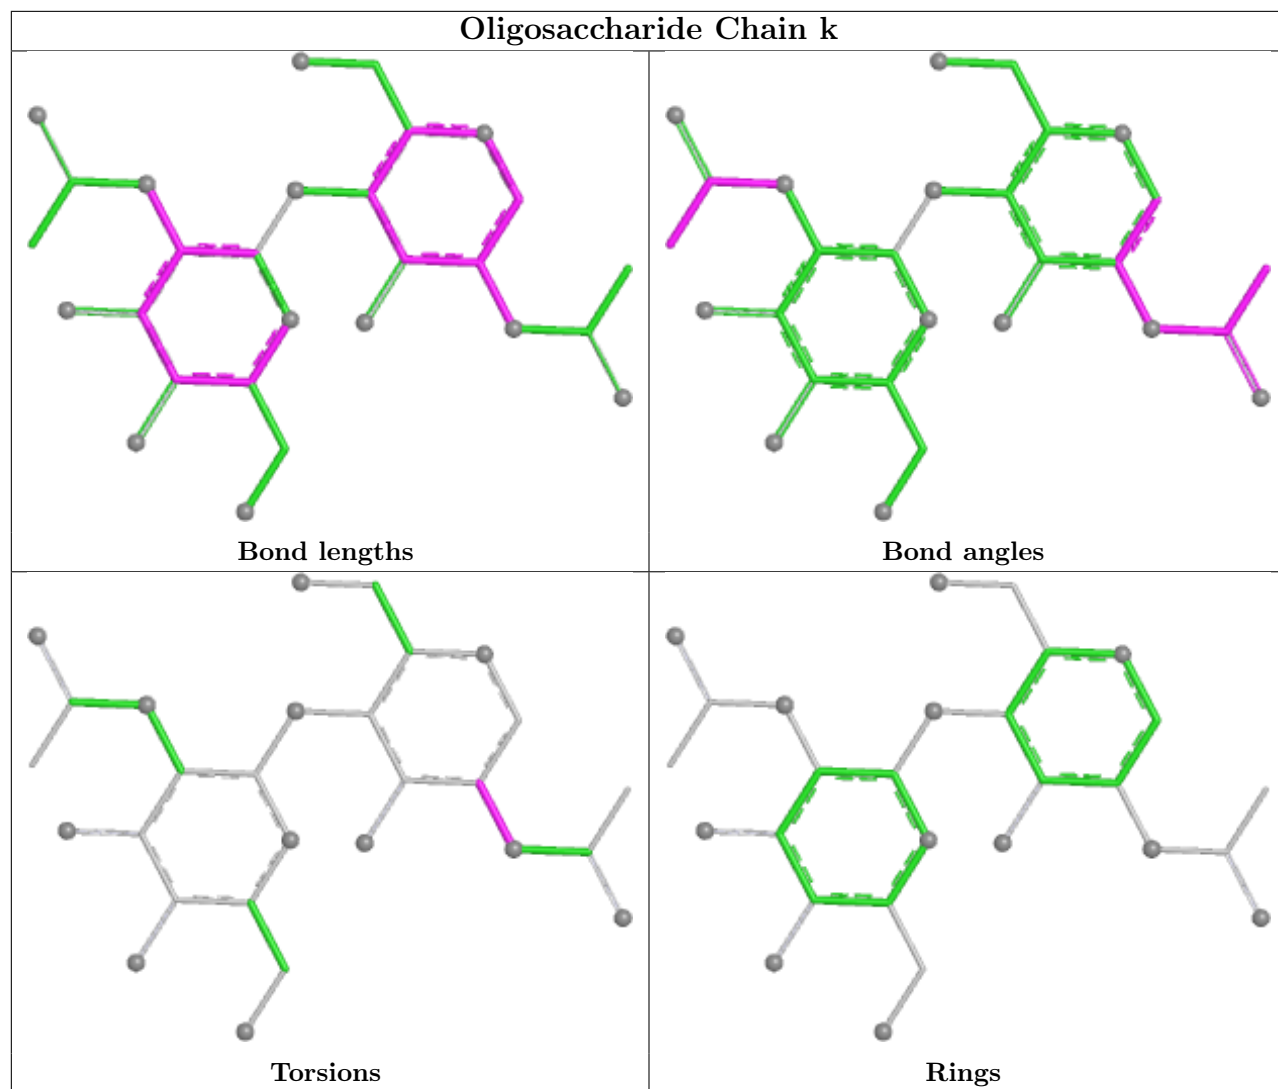 Oligosaccharide Chain k
Bond lengths
Bond angles
Torsions
Rings